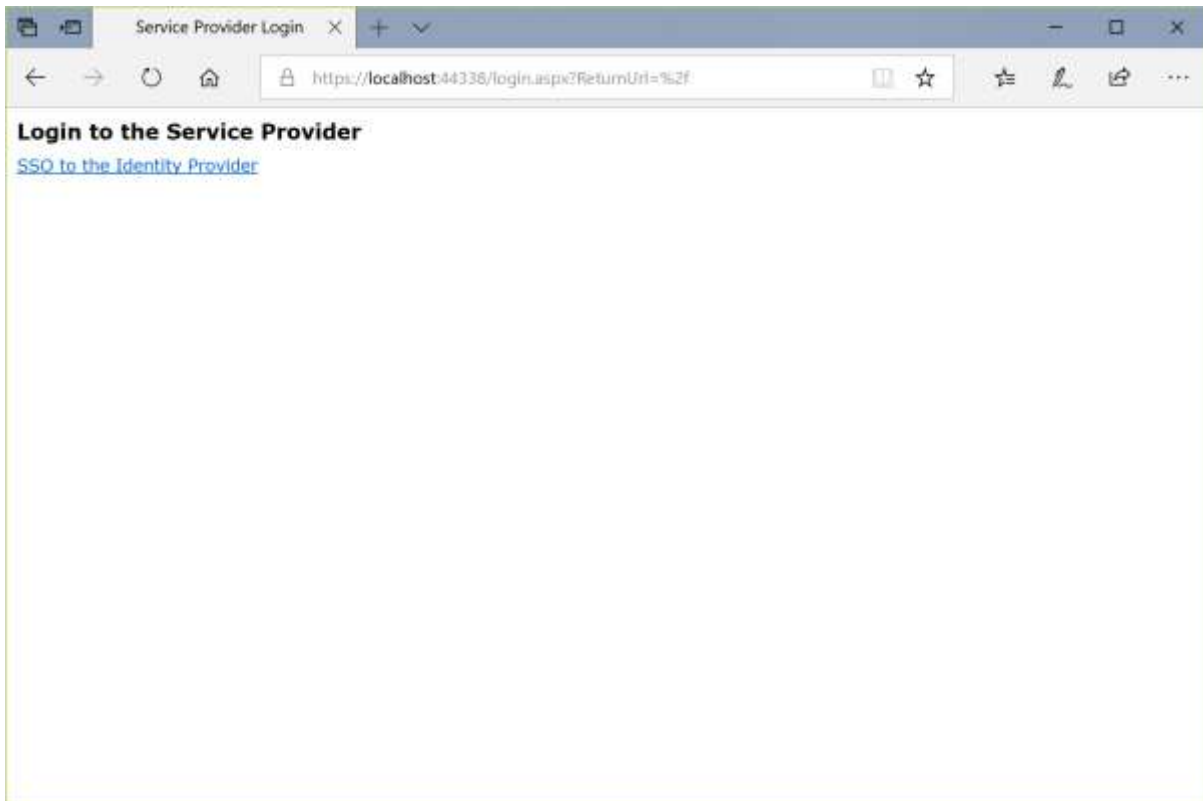 Service Provider Login
https://localhost:44338/login.aspx?ReturnUrl=%2f
Login to the Service Provider
SSO to the Identity Provider